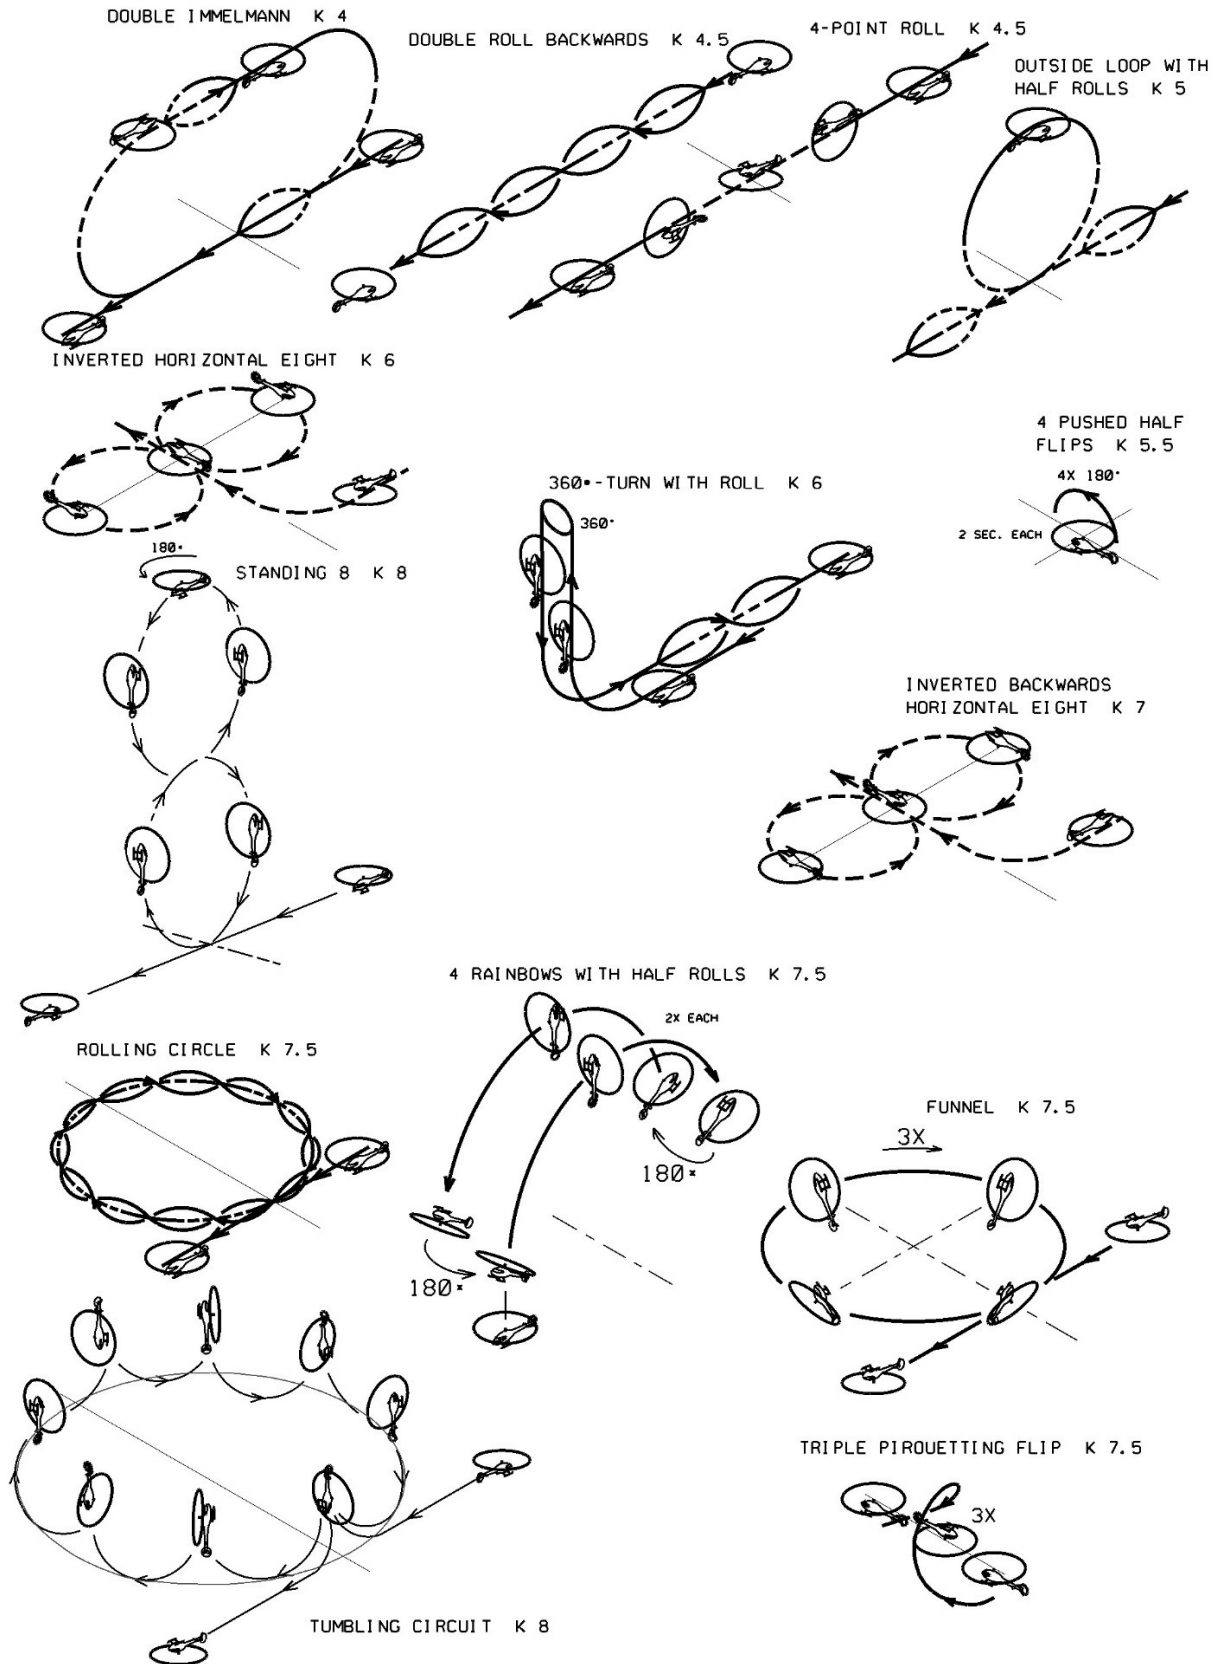 DOUBLE IMMELMANN K 4
DOUBLE ROLL BACKWARDS K 4.5
4-POINT ROLL K 4.5
OUTSIDE LOOP WITH
HALF ROLLS K 5
INVERTED HORIZONTAL EIGHT K 6
4 PUSHED HALF
FLIPS K 5.5
4X 180°
2 SEC. EACH
360°-TURN WITH ROLL K 6
360°
180°
STANDING 8 K 8
INVERTED BACKWARDS
HORIZONTAL EIGHT K 7
4 RAINBOWS WITH HALF ROLLS K 7.5
2X EACH
180°
180°
ROLLING CIRCLE K 7.5
FUNNEL K 7.5
3X
TRIPLE PIROUETTING FLIP K 7.5
3X
TUMBLING CIRCUIT K 8